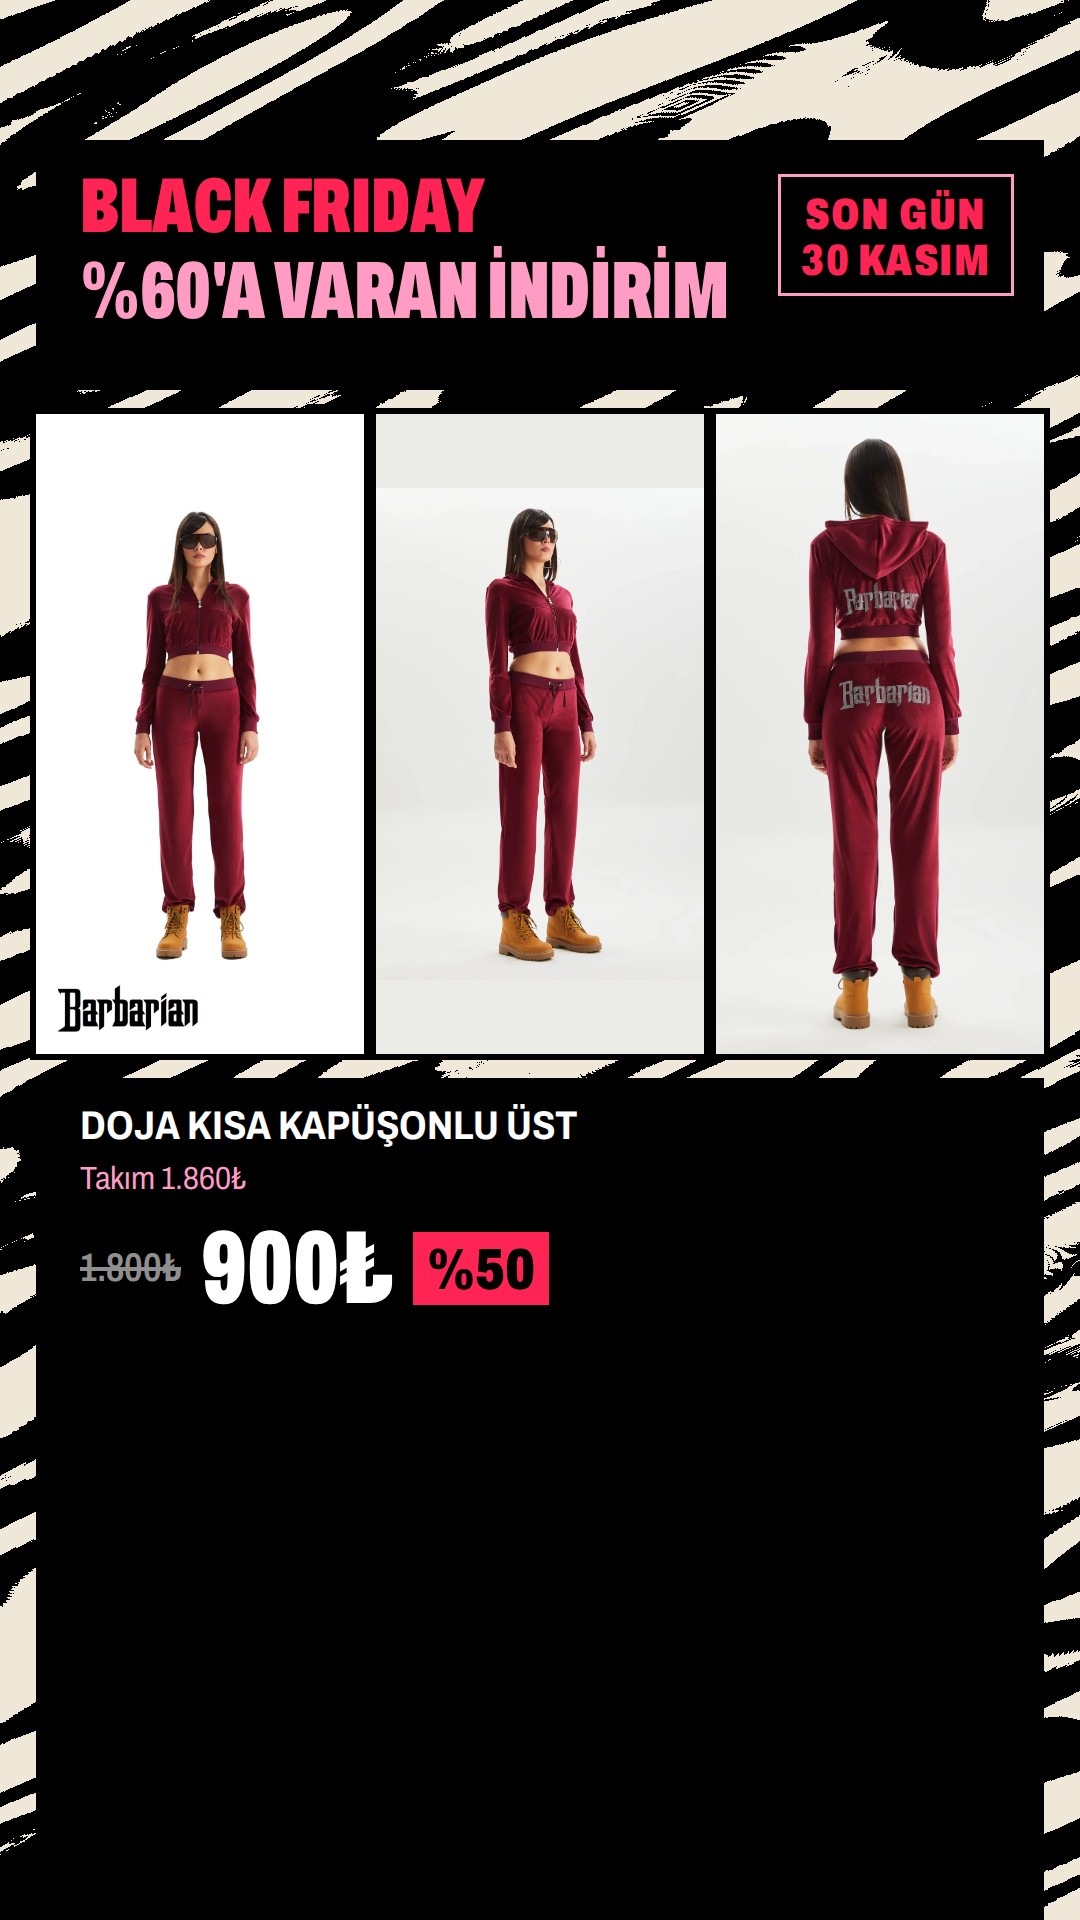 BLACK FRIDAY
%60'A VARAN İNDİRİM
SON GÜN
30 KASIM
Barbarian
Barbarian
Barbarian
DOJA KISA KAPÜŞONLU ÜST
Takım 1.860₺
1.800₺ 900₺ %50